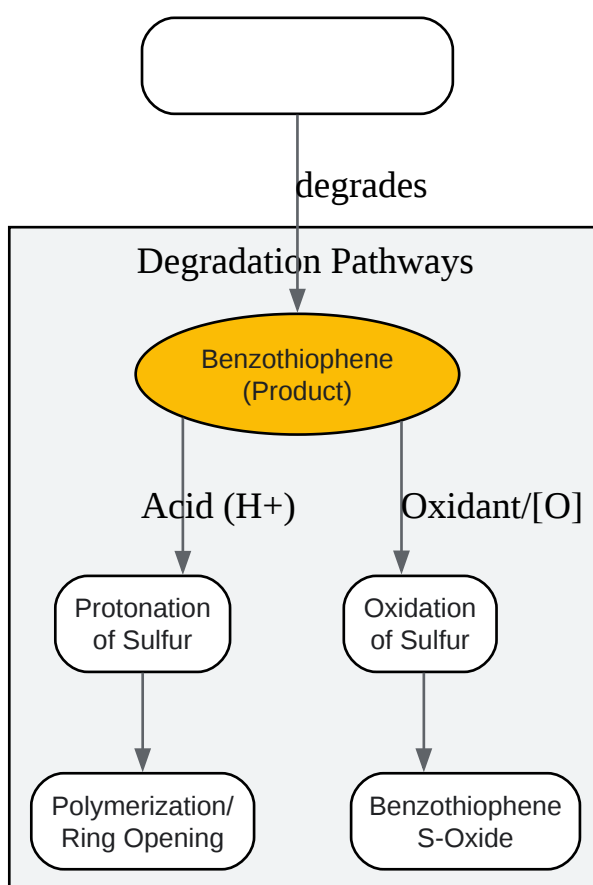 degrades
Degradation Pathways
Benzothiophene
(Product)
Acid (H+)
Oxidant/[O]
Protonation
of Sulfur
Oxidation
of Sulfur
Polymerization/
Ring Opening
Benzothiophene
S-Oxide